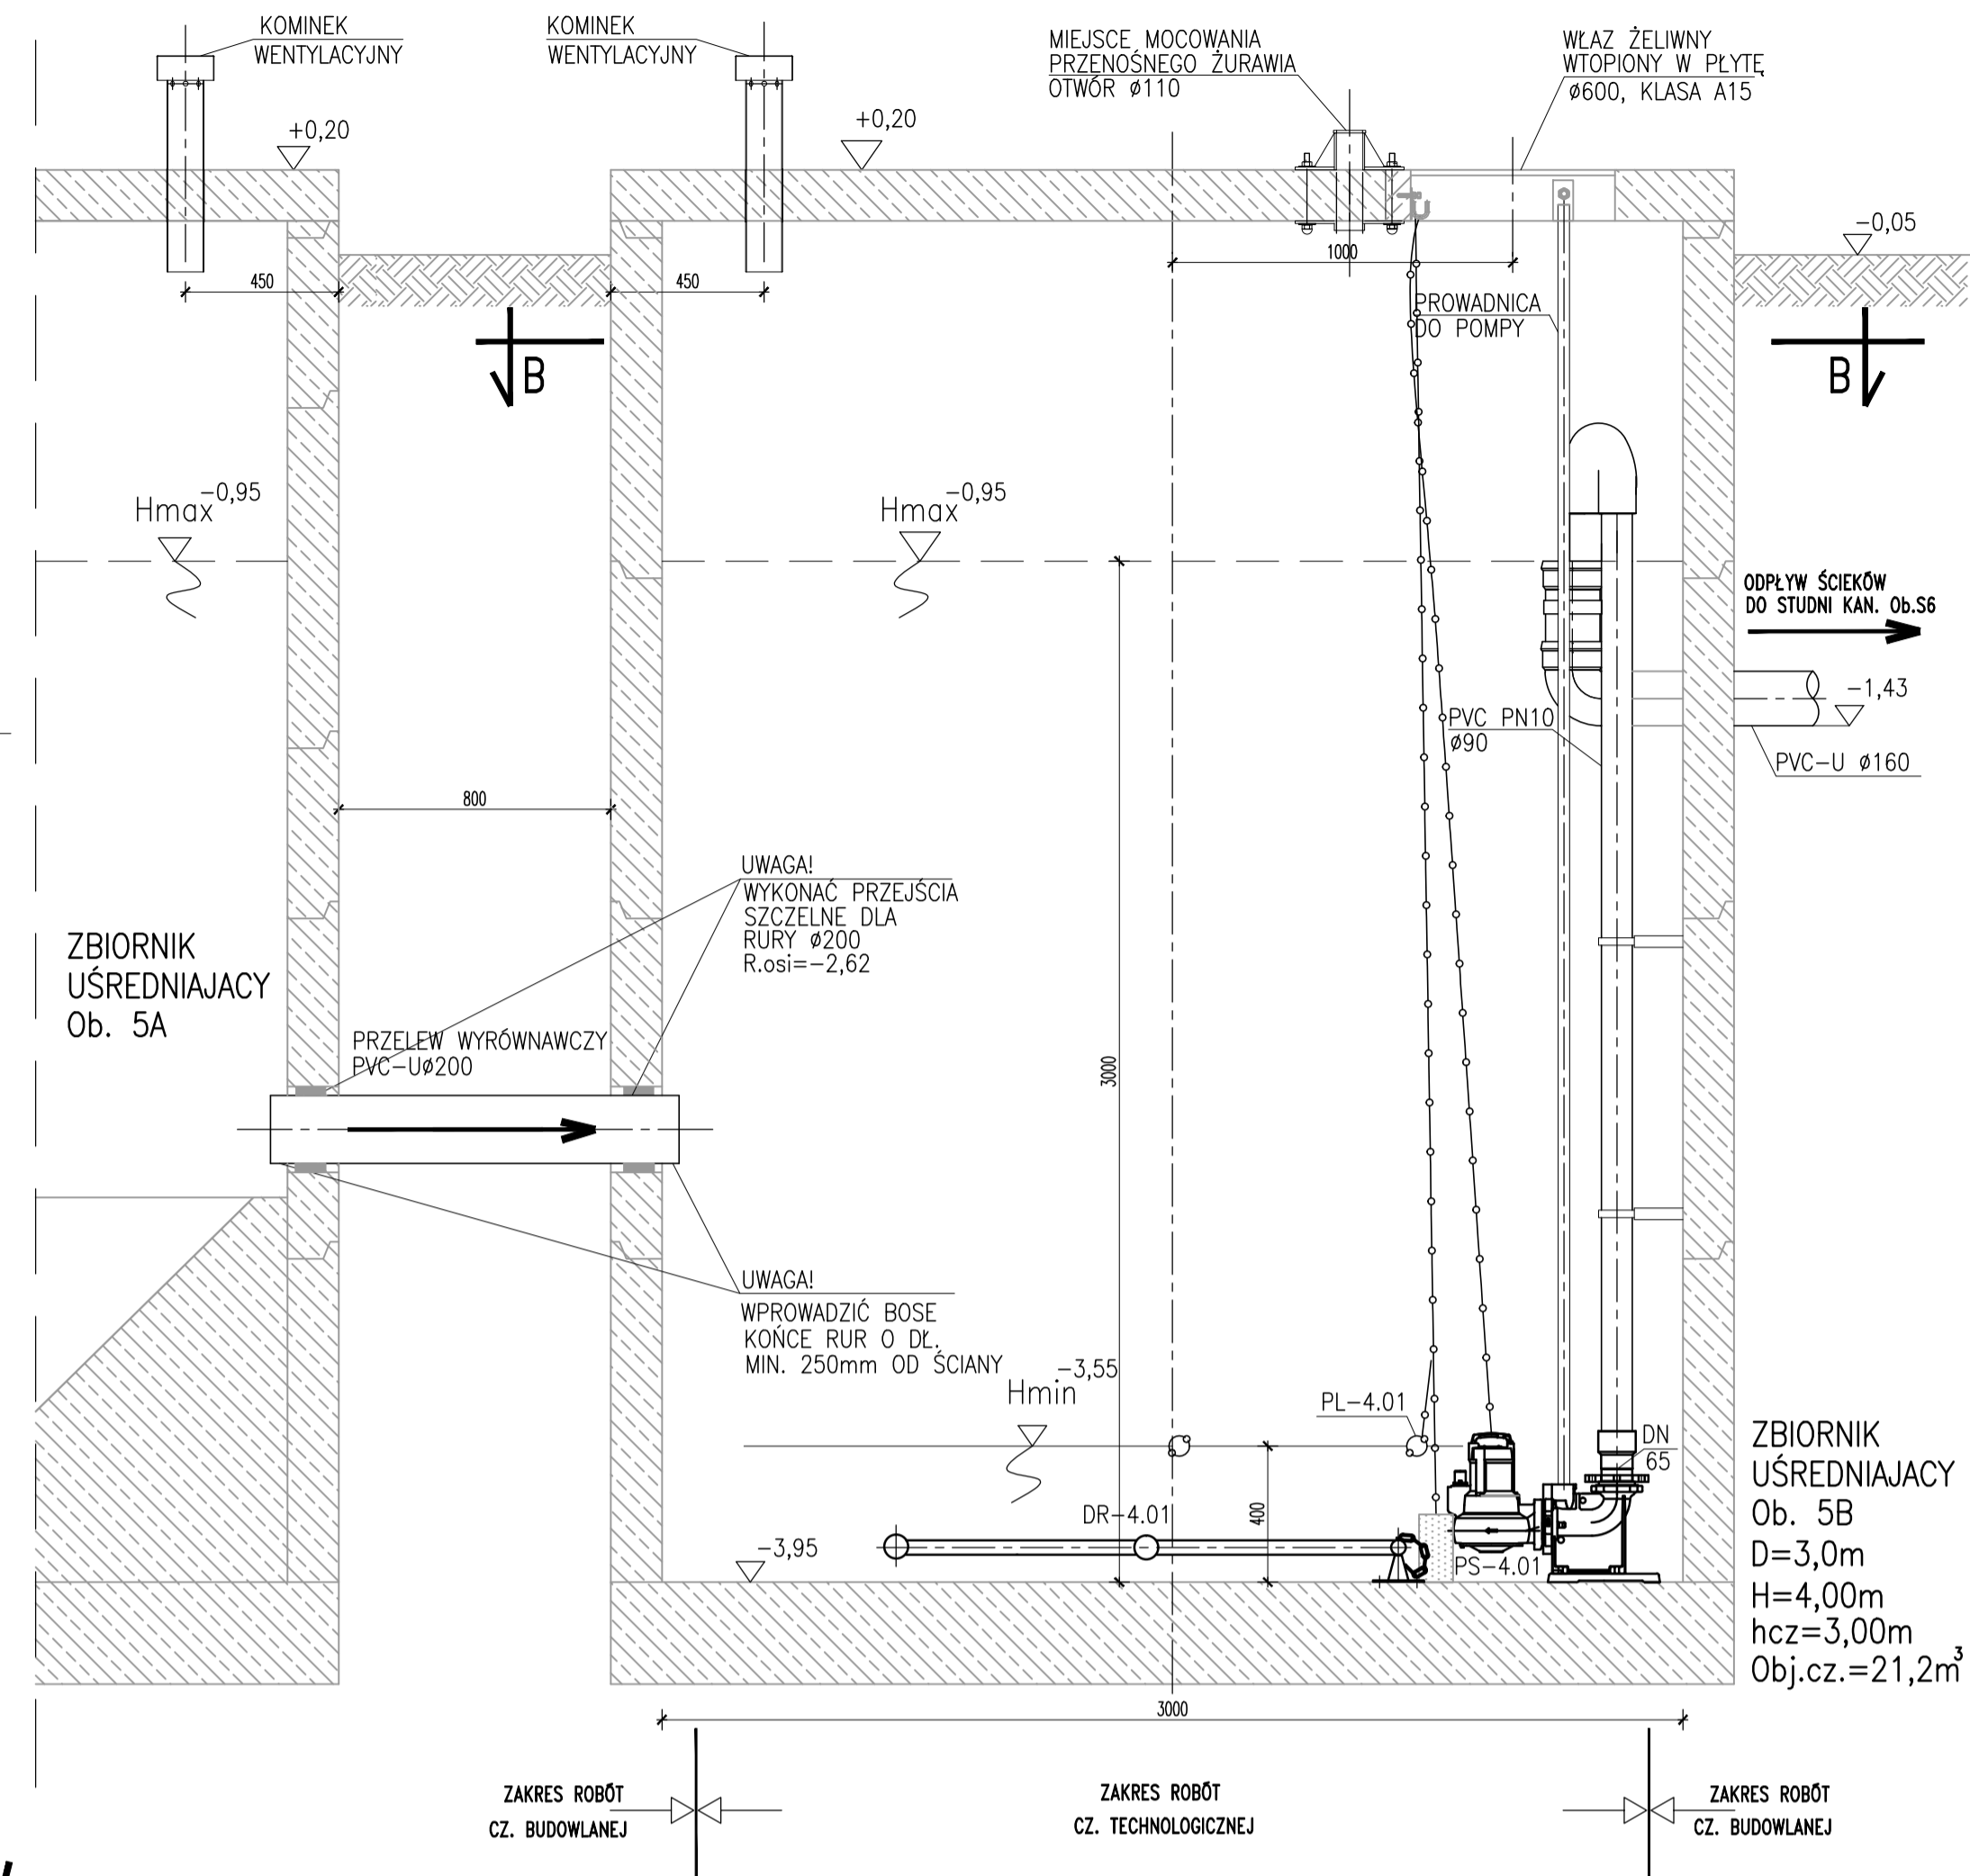 KOMINEK
WENTYLACYJNY
KOMINEK
WENTYLACYJNY
MIEJSCE MOCOWANIA
PRZENOŚNEGO ŻURAWIA
OTWÓR ø110
WŁAZ ŻELIWNY
WTOPIONY W PŁYTĘ
ø600, KLASA A15
+0,20
+0,20
-0,05
450
450
1000
PROWADNICA
DO POMPY
B
B
Hmax -0,95
Hmax -0,95
ODPŁYW ŚCIEKÓW
DO STUDNI KAN. Ob.S6
-1,43
PVC PN10
ø90
PVC-U ø160
800
UWAGA!
WYKONAĆ PRZEJŚCIA
SZCZELNE DLA
RURY ø200
R.osi=-2,62
ZBIORNIK
UŚREDNIAJACY
Ob. 5A
PRZELEW WYRÓWNAWCZY
PVC-Uø200
3000
UWAGA!
WPROWADZIĆ BOSE
KOŃCE RUR O DŁ.
MIN. 250mm OD ŚCIANY
Hmin -3,55
PL-4.01
DN
65
400
DR-4.01
-3,95
PS-4.01
ZBIORNIK
UŚREDNIAJACY
Ob. 5B
D=3,0m
H=4,00m
hcz=3,00m
Obj.cz.=21,2m³
3000
ZAKRES ROBÓT
CZ. BUDOWLANEJ
ZAKRES ROBÓT
CZ. TECHNOLOGICZNEJ
ZAKRES ROBÓT
CZ. BUDOWLANEJ